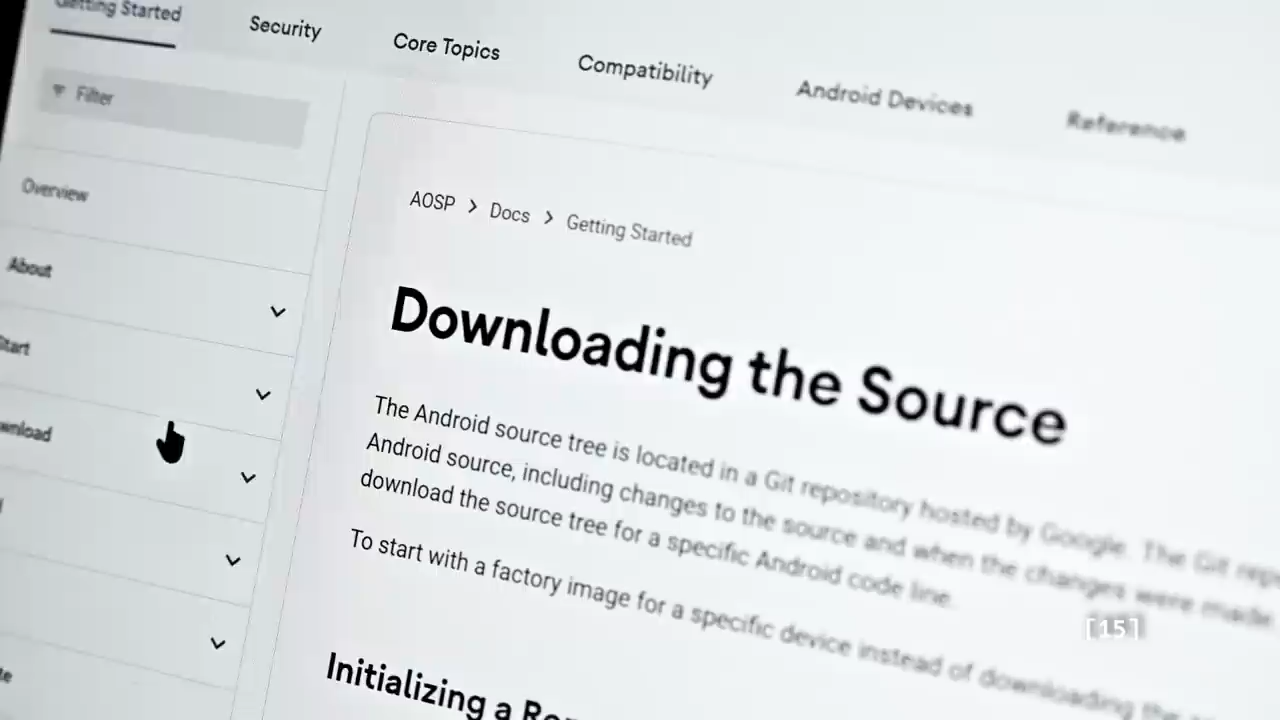 Getting Started
Security
Core Topics
Compatibility
Android Devices
Reference
Filter
Overview
About
Start
AOSP > Docs > Getting Started
Downloading the Source
The Android source tree is located in a Git repository hosted by Google. The Git
Android source, including changes to the source and when the changes were made.
download the source tree for a specific Android code line.
To start with a factory image for a specific device instead of downloading the
Initializing a
[15]